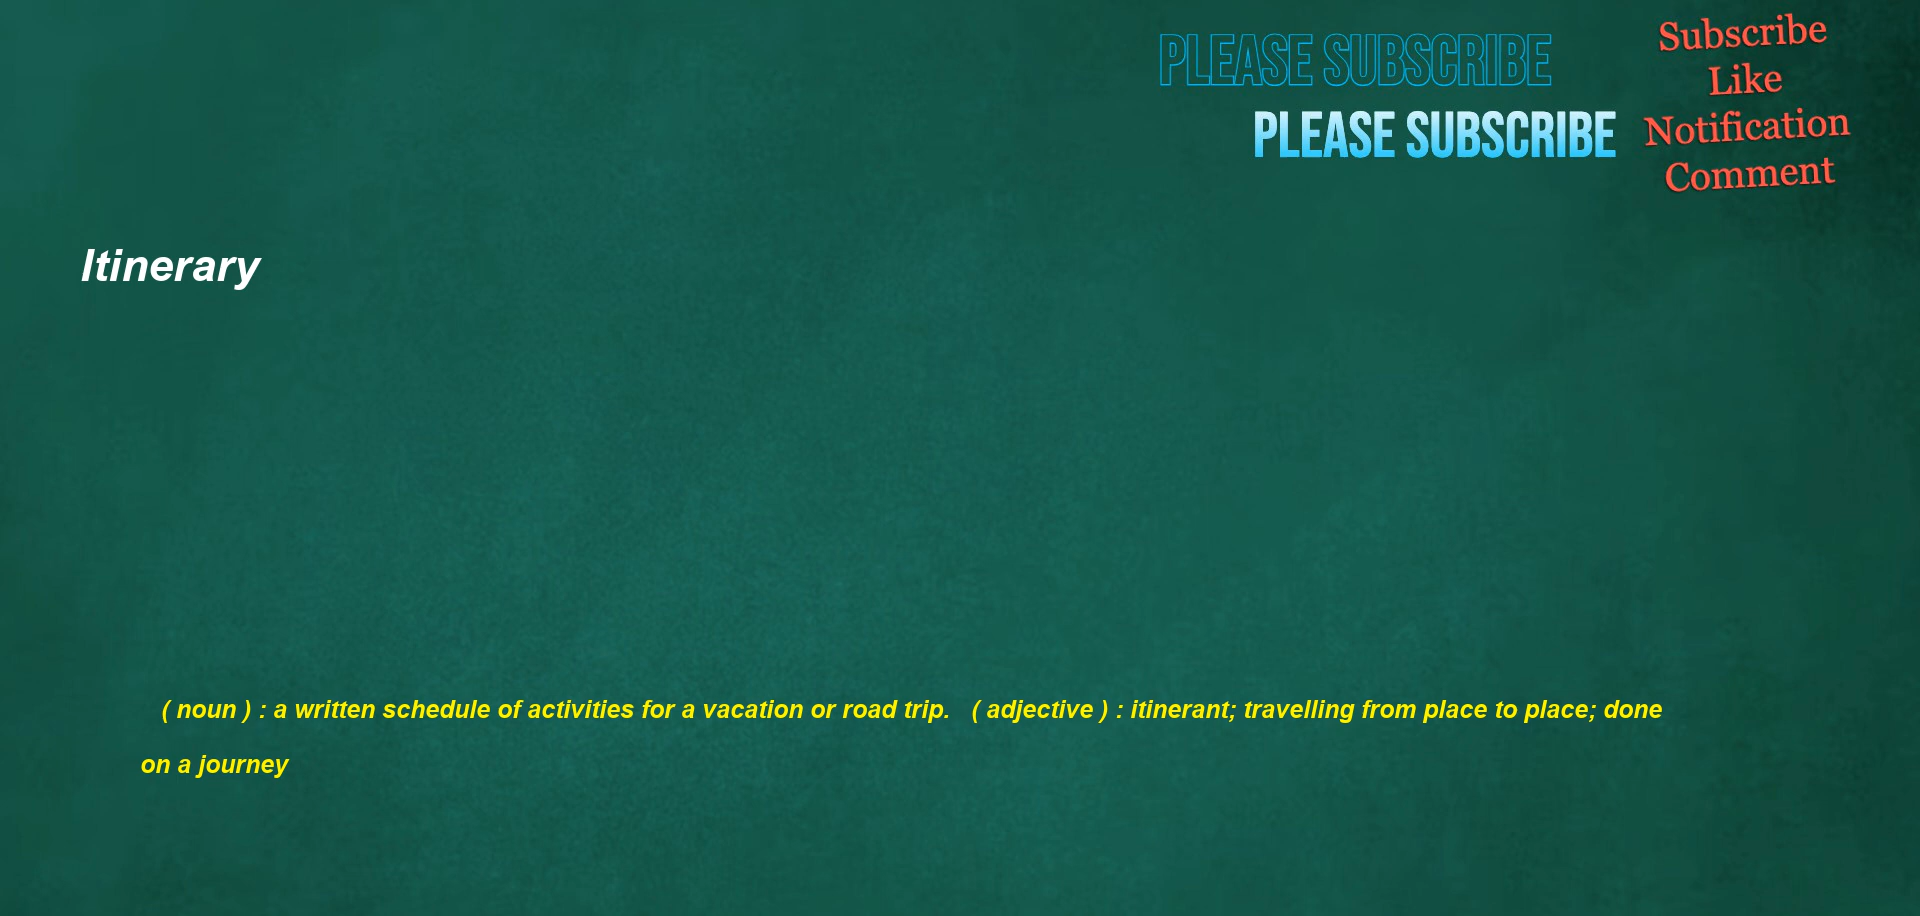 PLEASE SUBSCRIBE
PLEASE SUBSCRIBE
Subscribe
Like
Notification
Comment
Itinerary
( noun ) : a written schedule of activities for a vacation or road trip. ( adjective ) : itinerant; travelling from place to place; done
on a journey